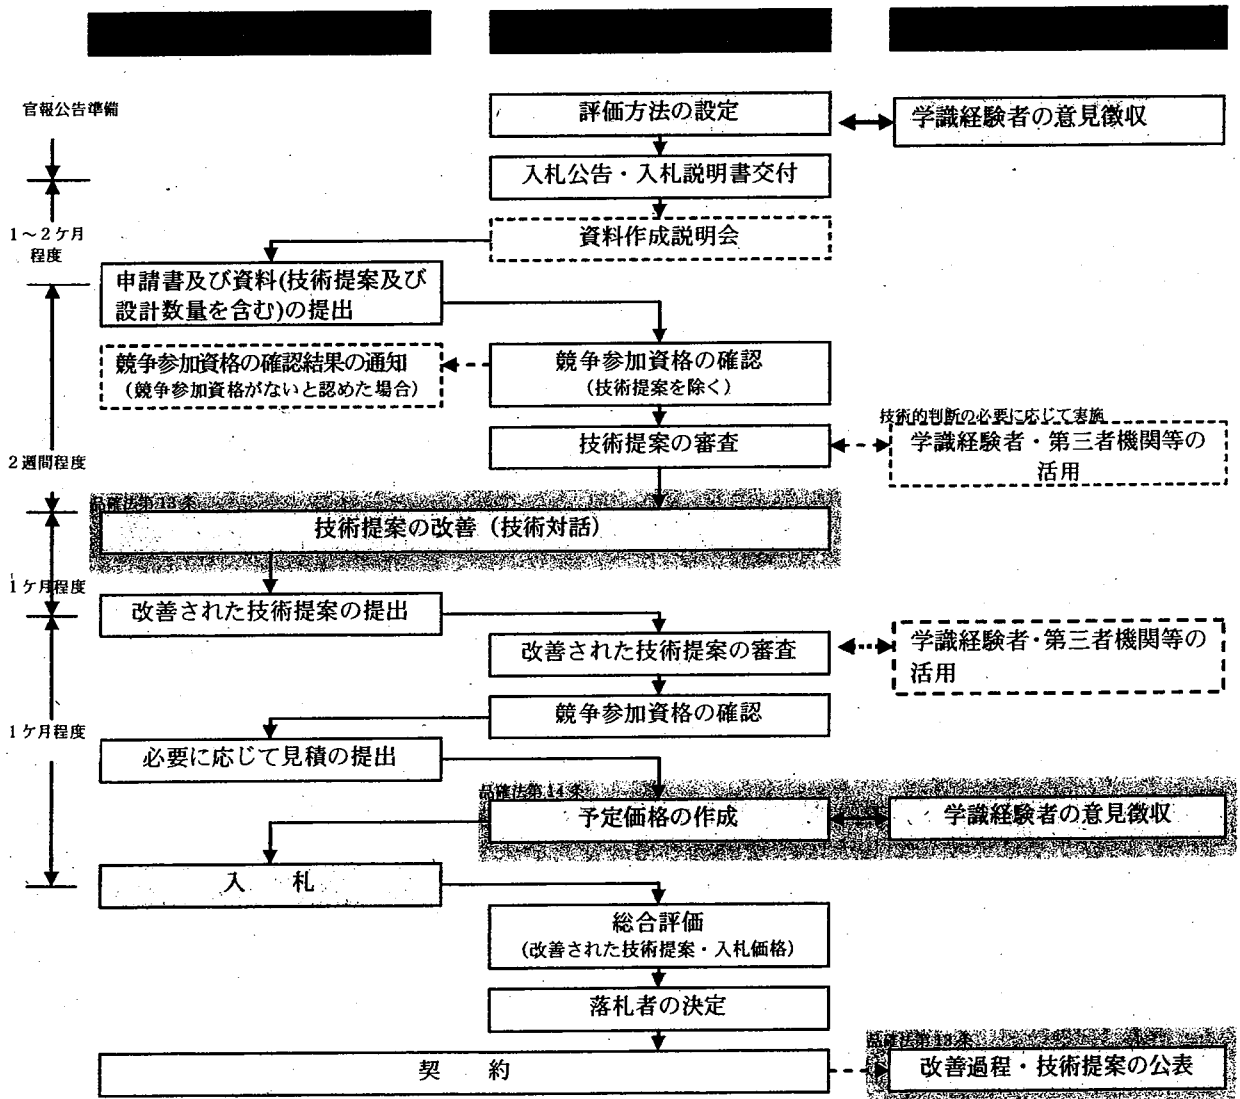 官報公告準備
評価方法の設定
学識経験者の意見徴収
入札公告・入札説明書交付
1～2ヶ月
程度
資料作成説明会
申請書及び資料(技術提案及び
設計数量を含む)の提出
競争参加資格の確認結果の通知
（競争参加資格がないと認めた場合）
競争参加資格の確認
（技術提案を除く）
技術的判断の必要に応じて実施
技術提案の審査
学識経験者・第三者機関等の
活用
2週間程度
品確法第13条
技術提案の改善（技術対話）
1ヶ月程度
改善された技術提案の提出
改善された技術提案の審査
学識経験者・第三者機関等の
活用
競争参加資格の確認
1ヶ月程度
必要に応じて見積の提出
品確法第14条
予定価格の作成
学識経験者の意見徴収
入　札
総合評価
（改善された技術提案・入札価格）
落札者の決定
品確法第13条
契　約
改善過程・技術提案の公表